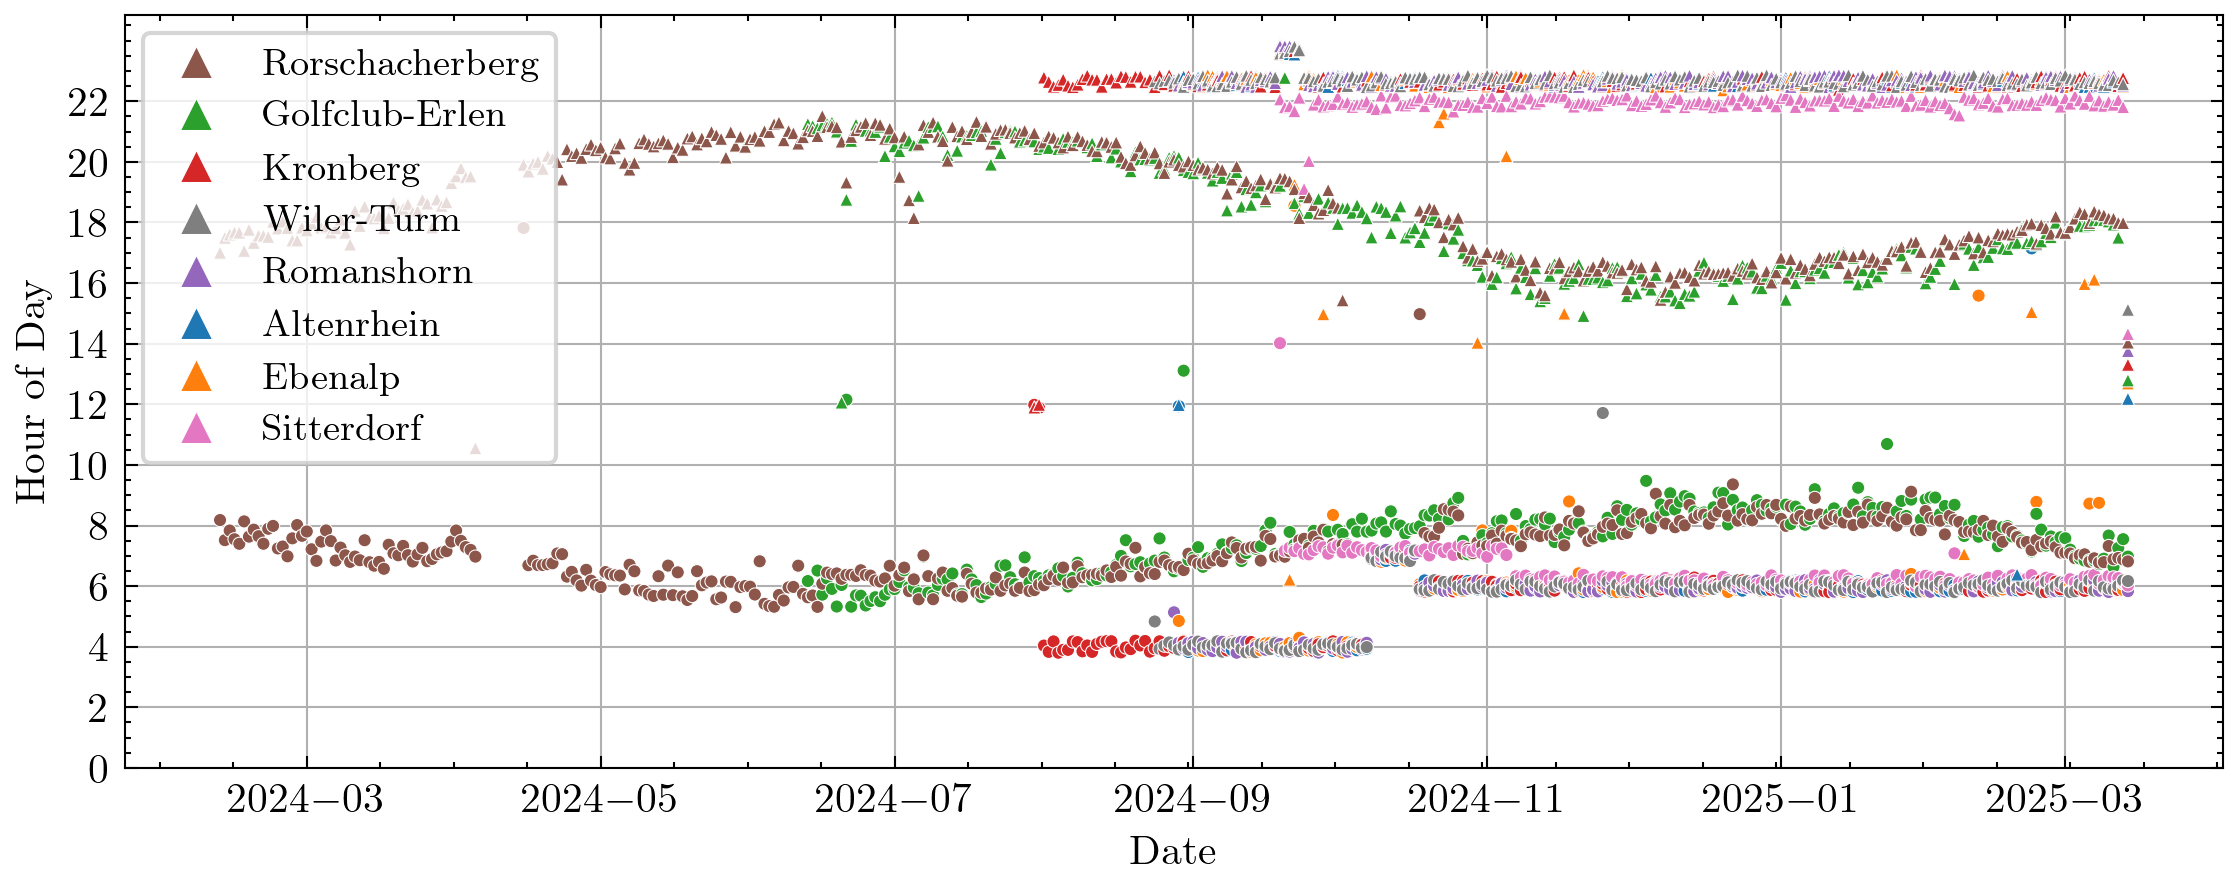 Hour of Day
22
20
18
16
14
12
10
8
6
4
2
0
Rorschacherberg
Golfclub-Erlen
Kronberg
Wiler-Turm
Romanshorn
Altenrhein
Ebenalp
Sitterdorf
2024−03 2024−05 2024−07 2024−09 2024−11 2025−01 2025−03
Date